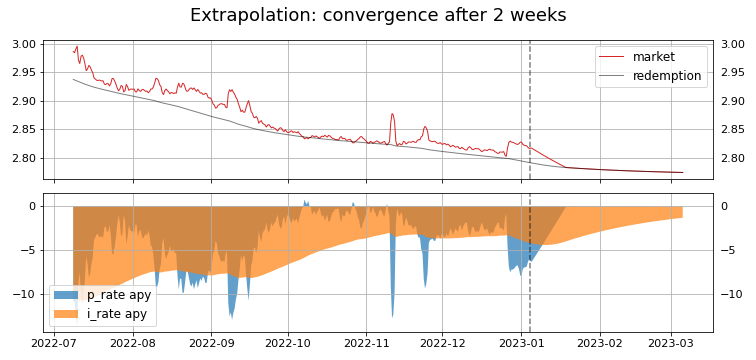 Extrapolation: convergence after 2 weeks
3.00
2.95
2.90
2.85
2.80
market
redemption
3.00
2.95
2.90
2.85
2.80
0
−5
−10
p_rate apy
i_rate apy
0
−5
−10
2022-07 2022-08 2022-09 2022-10 2022-11 2022-12 2023-01 2023-02 2023-03